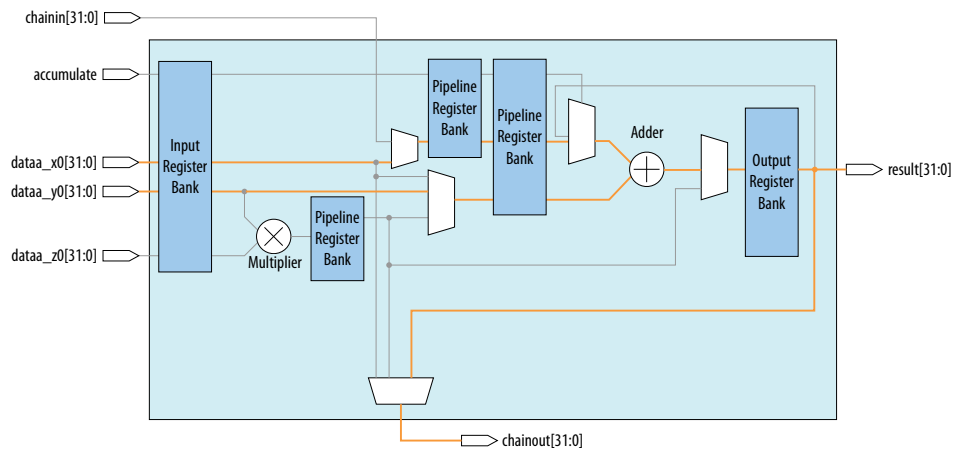 chainin[31:0]
accumulate
dataa_x0[31:0]
dataa_y0[31:0]
dataa_z0[31:0]
Input
Register
Bank
Multiplier
Pipeline
Register
Bank
Pipeline
Register
Bank
Pipeline
Register
Bank
Adder
Output
Register
Bank
result[31:0]
chainout[31:0]